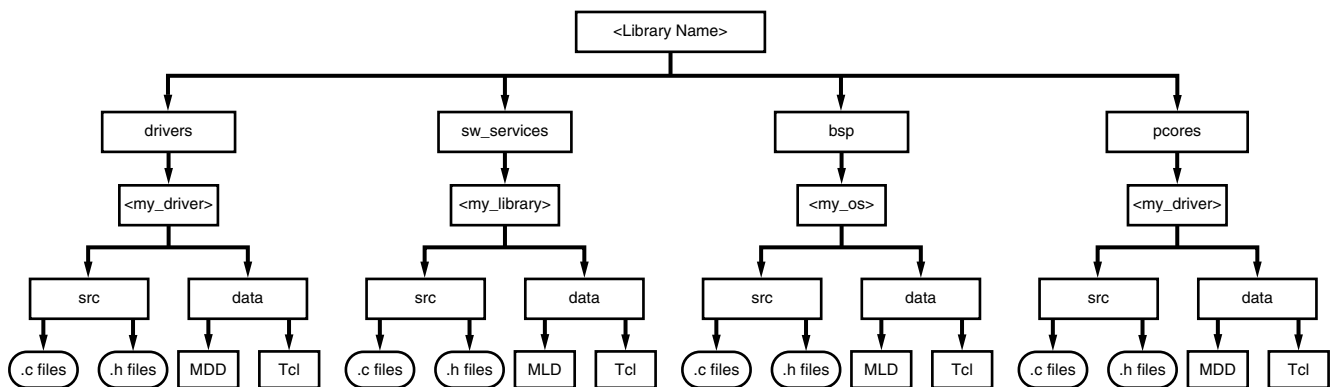 <Library Name>
drivers
sw_services
bsp
pcores
<my_driver>
<my_library>
<my_os>
<my_driver>
src
data
src
data
src
data
src
data
.c files
.h files
MDD
Tcl
.c files
.h files
MLD
Tcl
.c files
.h files
MLD
Tcl
.c files
.h files
MDD
Tcl